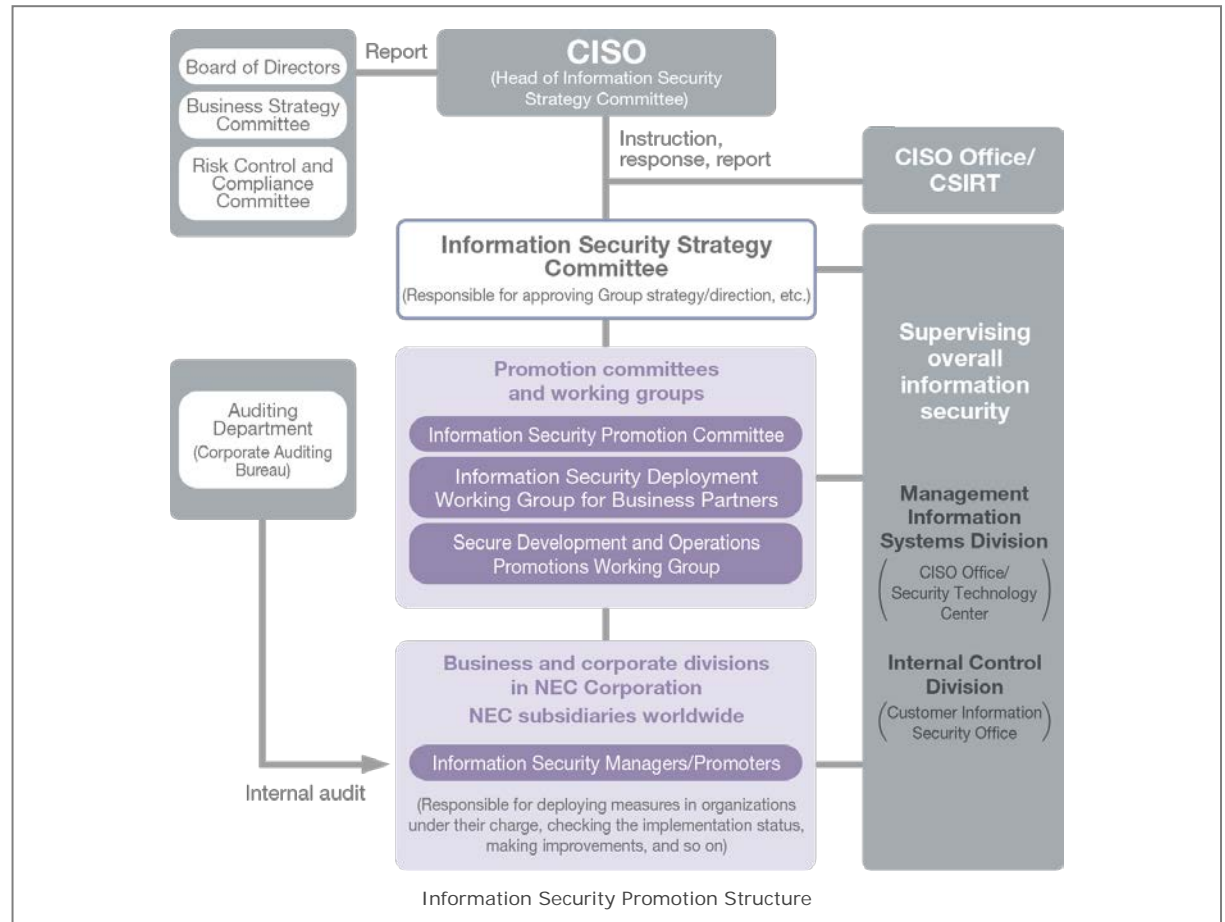 Board of Directors
Business Strategy
Committee
Risk Control and
Compliance
Committee
Report
CISO
(Head of Information Security
Strategy Committee)
Instruction,
response, report
CISO Office/
CSIRT
Information Security Strategy
Committee
(Responsible for approving Group strategy/direction, etc.)
Promotion committees
and working groups
Information Security Promotion Committee
Information Security Deployment
Working Group for Business Partners
Secure Development and Operations
Promotions Working Group
Auditing
Department
(Corporate Auditing
Bureau)
Internal audit
Business and corporate divisions
in NEC Corporation
NEC subsidiaries worldwide
Information Security Managers/Promoters
(Responsible for deploying measures in organizations
under their charge, checking the implementation status,
making improvements, and so on)
Supervising
overall
information
security
Management
Information
Systems Division
(CISO Office/
Security Technology
Center)
Internal Control
Division
(Customer Information
Security Office)
Information Security Promotion Structure